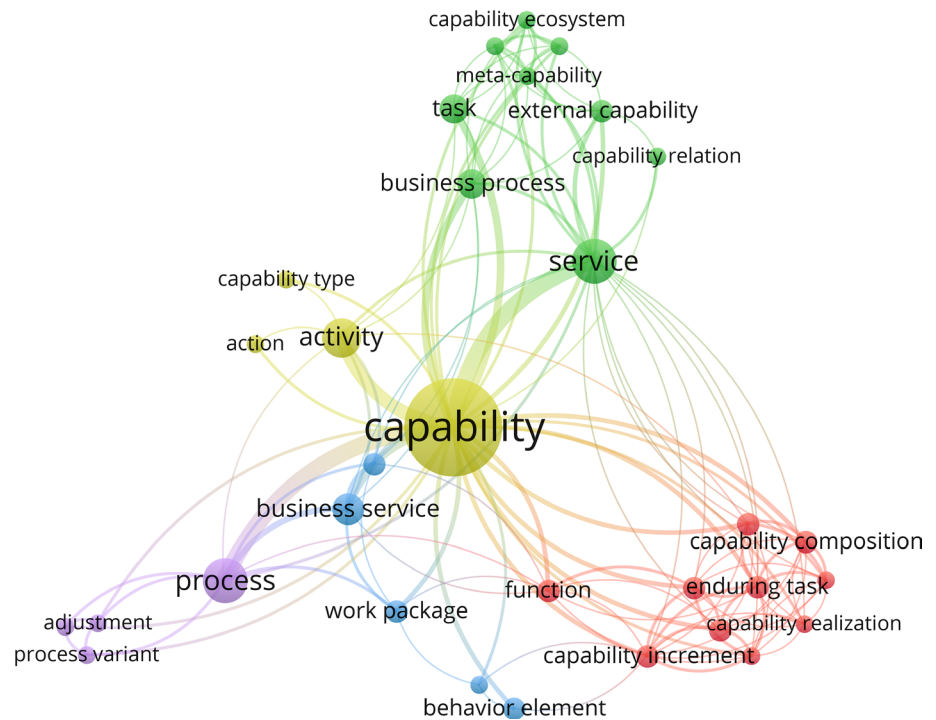 capability ecosystem
meta-capability
task
external capability
capability relation
business process
service
capability type
action
activity
capability
business service
capability composition
process
function
enduring task
work package
adjustment
capability realization
process variant
capability increment
behavior element